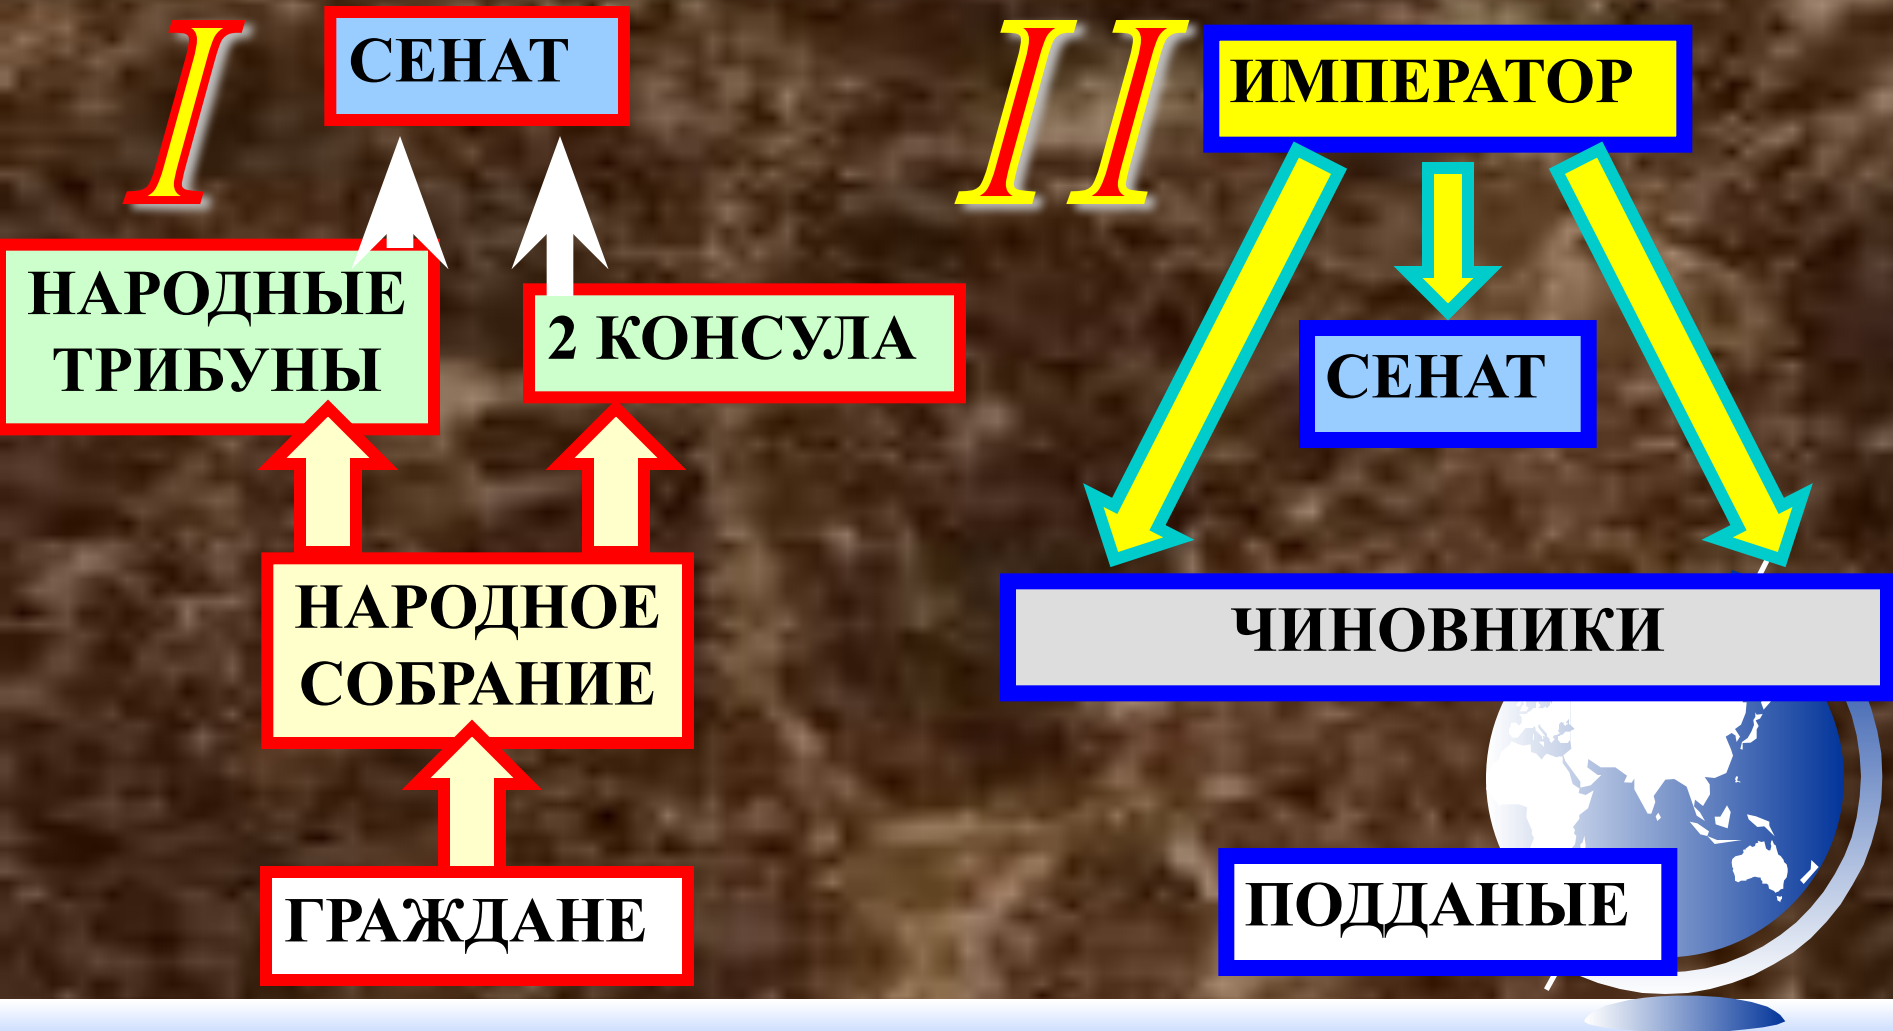 I
СЕНАТ
НАРОДНЫЕ
ТРИБУНЫ
2 КОНСУЛА
НАРОДНОЕ
СОБРАНИЕ
ГРАЖДАНЕ
II
ИМПЕРАТОР
СЕНАТ
ЧИНОВНИКИ
ПОДДАНЫЕ